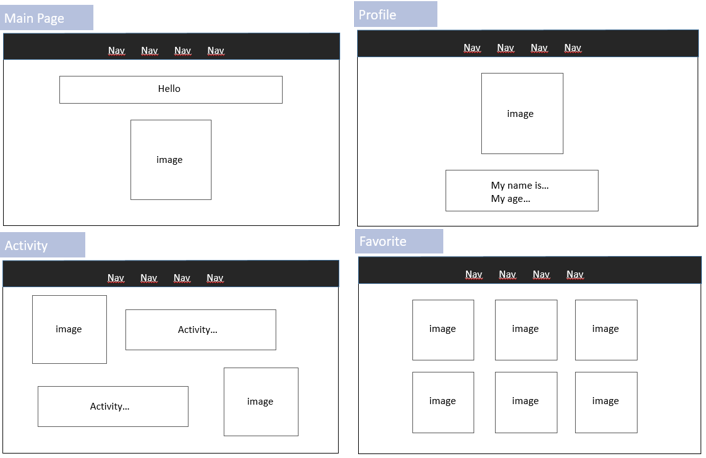 Main Page
Nav Nav Nav Nav
Hello
image
Profile
Nav Nav Nav Nav
image
My name is...
My age...
Activity
Nav Nav Nav Nav
image
Activity...
Activity...
image
Favorite
Nav Nav Nav Nav
image image image
image image image